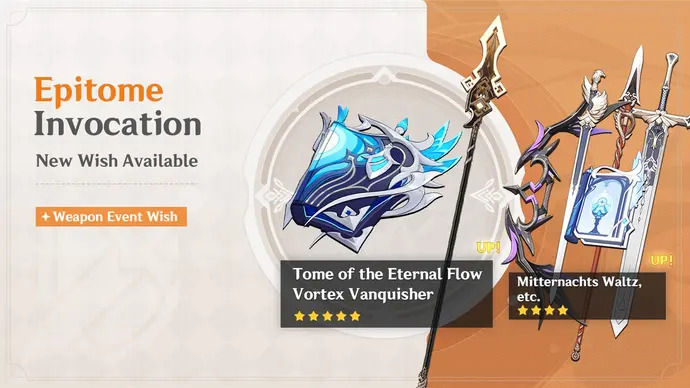 Epitome
Invocation
New Wish Available
+ Weapon Event Wish
UP!
Tome of the Eternal Flow
Vortex Vanquisher
UP!
Mitternachts Waltz,
etc.